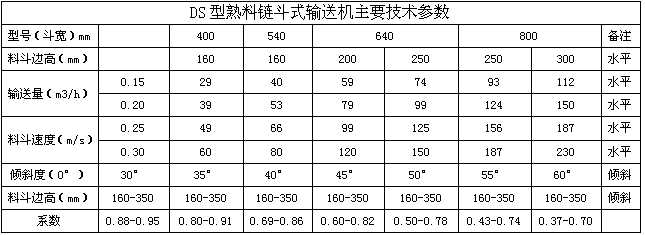 DS型熟料链斗式输送机主要技术参数
型号(斗宽)mm 400 540 640 800 备注
料斗边高(mm) 160 160 200 250 250 300 水平
输送量(m3/h) 0.15 29 40 59 74 93 112 水平
0.20 39 53 79 99 124 150 水平
料斗速度(m/s) 0.25 49 66 99 125 156 187 水平
0.30 60 80 120 150 187 230 水平
倾斜度(0°) 30° 35° 40° 45° 50° 55° 60° 倾斜
料斗边高(mm) 160-350 160-350 160-350 160-350 160-350 160-350 160-350 倾斜
系数 0.88-0.95 0.80-0.91 0.69-0.86 0.60-0.82 0.50-0.78 0.43-0.74 0.37-0.70